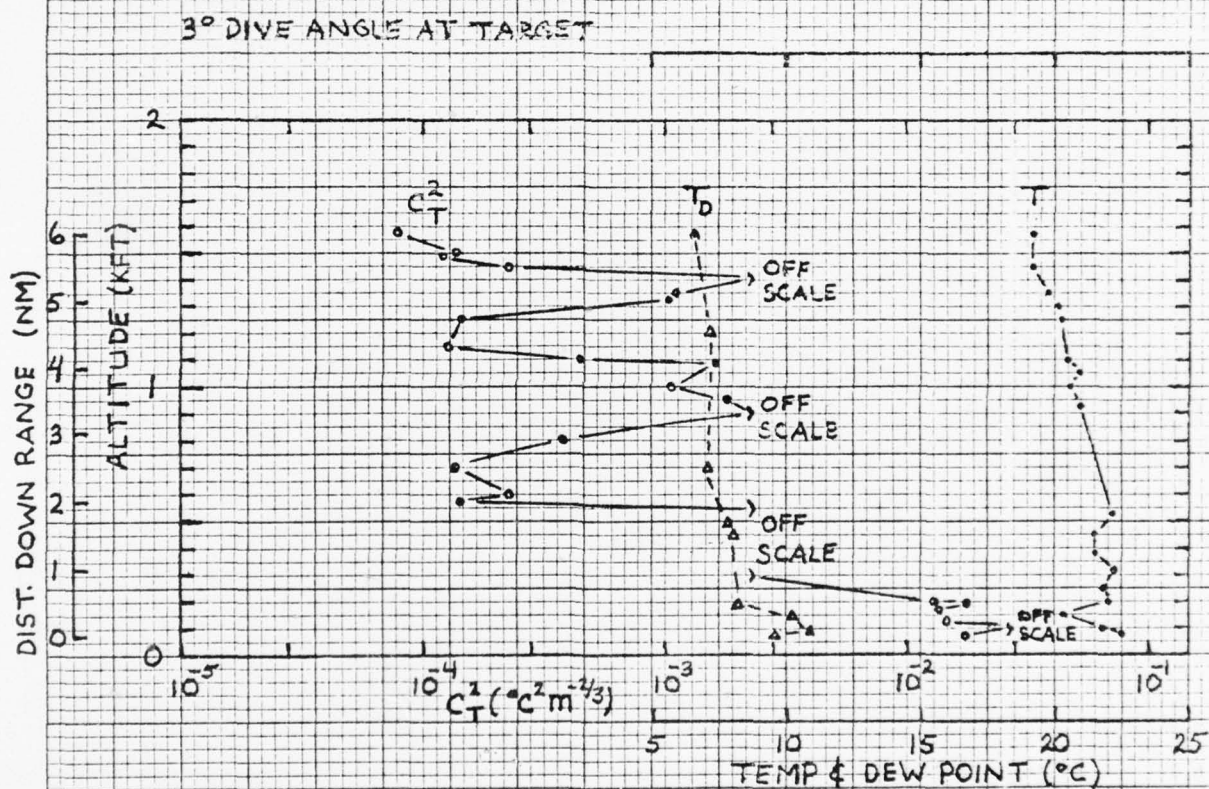 3° DIVE ANGLE AT TARGET
2
C_T^2
T_D
T
6
5
4
3
2
1
0
DIST. DOWN RANGE (NM)
ALTITUDE (KFT)
1
0
OFF
SCALE
OFF
SCALE
OFF
SCALE
OFF
SCALE
10^-5
10^-4
10^-3
10^-2
10^-1
C_T^2 (°C^2 m^-2/3)
5
10
15
20
25
TEMP & DEW POINT (°C)